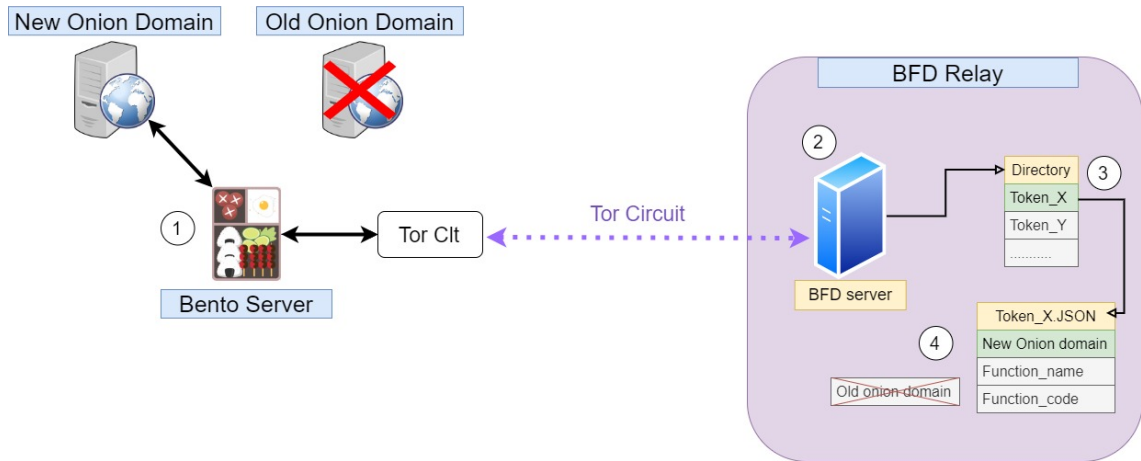 New Onion Domain
Old Onion Domain
BFD Relay
2
Directory
3
Token_X
Token_Y
..........
Tor Circuit
1
Tor Clt
BFD server
Bento Server
Token_X.JSON
4
New Onion domain
Function_name
Old onion domain
Function_code